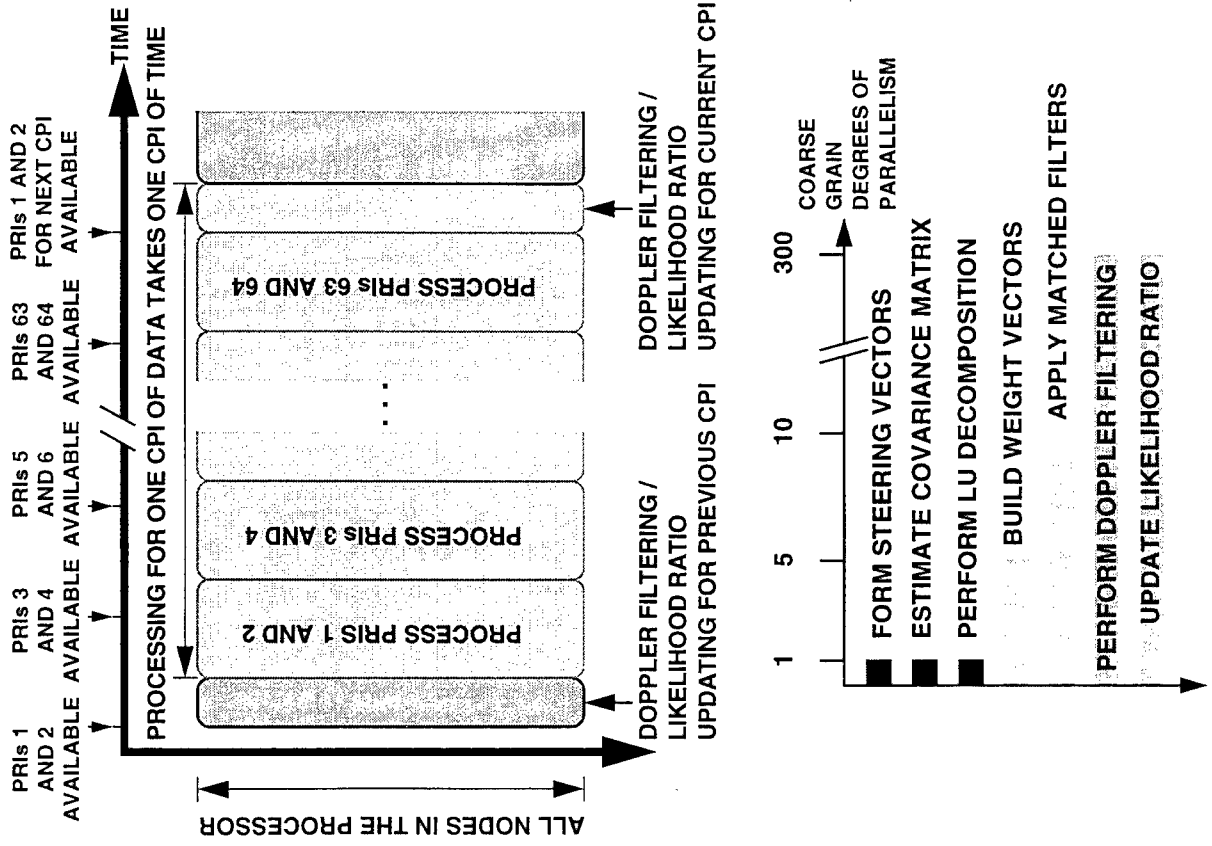 PRIs 1
AND 2
AVAILABLE
PRIs 3
AND 4
AVAILABLE
PRIs 5
AND 6
AVAILABLE
PRIs 63
AND 64
AVAILABLE
PRIs 1 AND 2
FOR NEXT CPI
AVAILABLE
TIME
PROCESSING FOR ONE CPI OF DATA TAKES ONE CPI OF TIME
ALL NODES IN THE PROCESSOR
PROCESS PRIS 1 AND 2
PROCESS PRIs 3 AND 4
...
PROCESS PRIs 63 AND 64
DOPPLER FILTERING /
LIKELIHOOD RATIO
UPDATING FOR PREVIOUS CPI
DOPPLER FILTERING /
LIKELIHOOD RATIO
UPDATING FOR CURRENT CPI
1
5
10
300
COARSE
GRAIN
DEGREES OF
PARALLELISM
FORM STEERING VECTORS
ESTIMATE COVARIANCE MATRIX
PERFORM LU DECOMPOSITION
BUILD WEIGHT VECTORS
APPLY MATCHED FILTERS
PERFORM DOPPLER FILTERING
UPDATE LIKELIHOOD RATIO